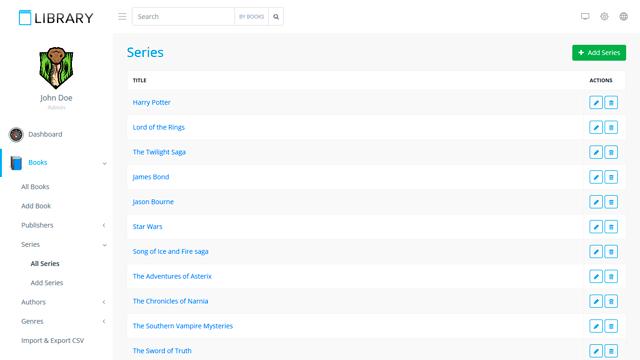 LIBRARY
Search
BY BOOKS
John Doe
Admin
Dashboard
Books
All Books
Add Book
Publishers
Series
All Series
Add Series
Authors
Genres
Import & Export CSV
Series
Add Series
TITLE
ACTIONS
Harry Potter
Lord of the Rings
The Twilight Saga
James Bond
Jason Bourne
Star Wars
Song of Ice and Fire saga
The Adventures of Asterix
The Chronicles of Narnia
The Southern Vampire Mysteries
The Sword of Truth